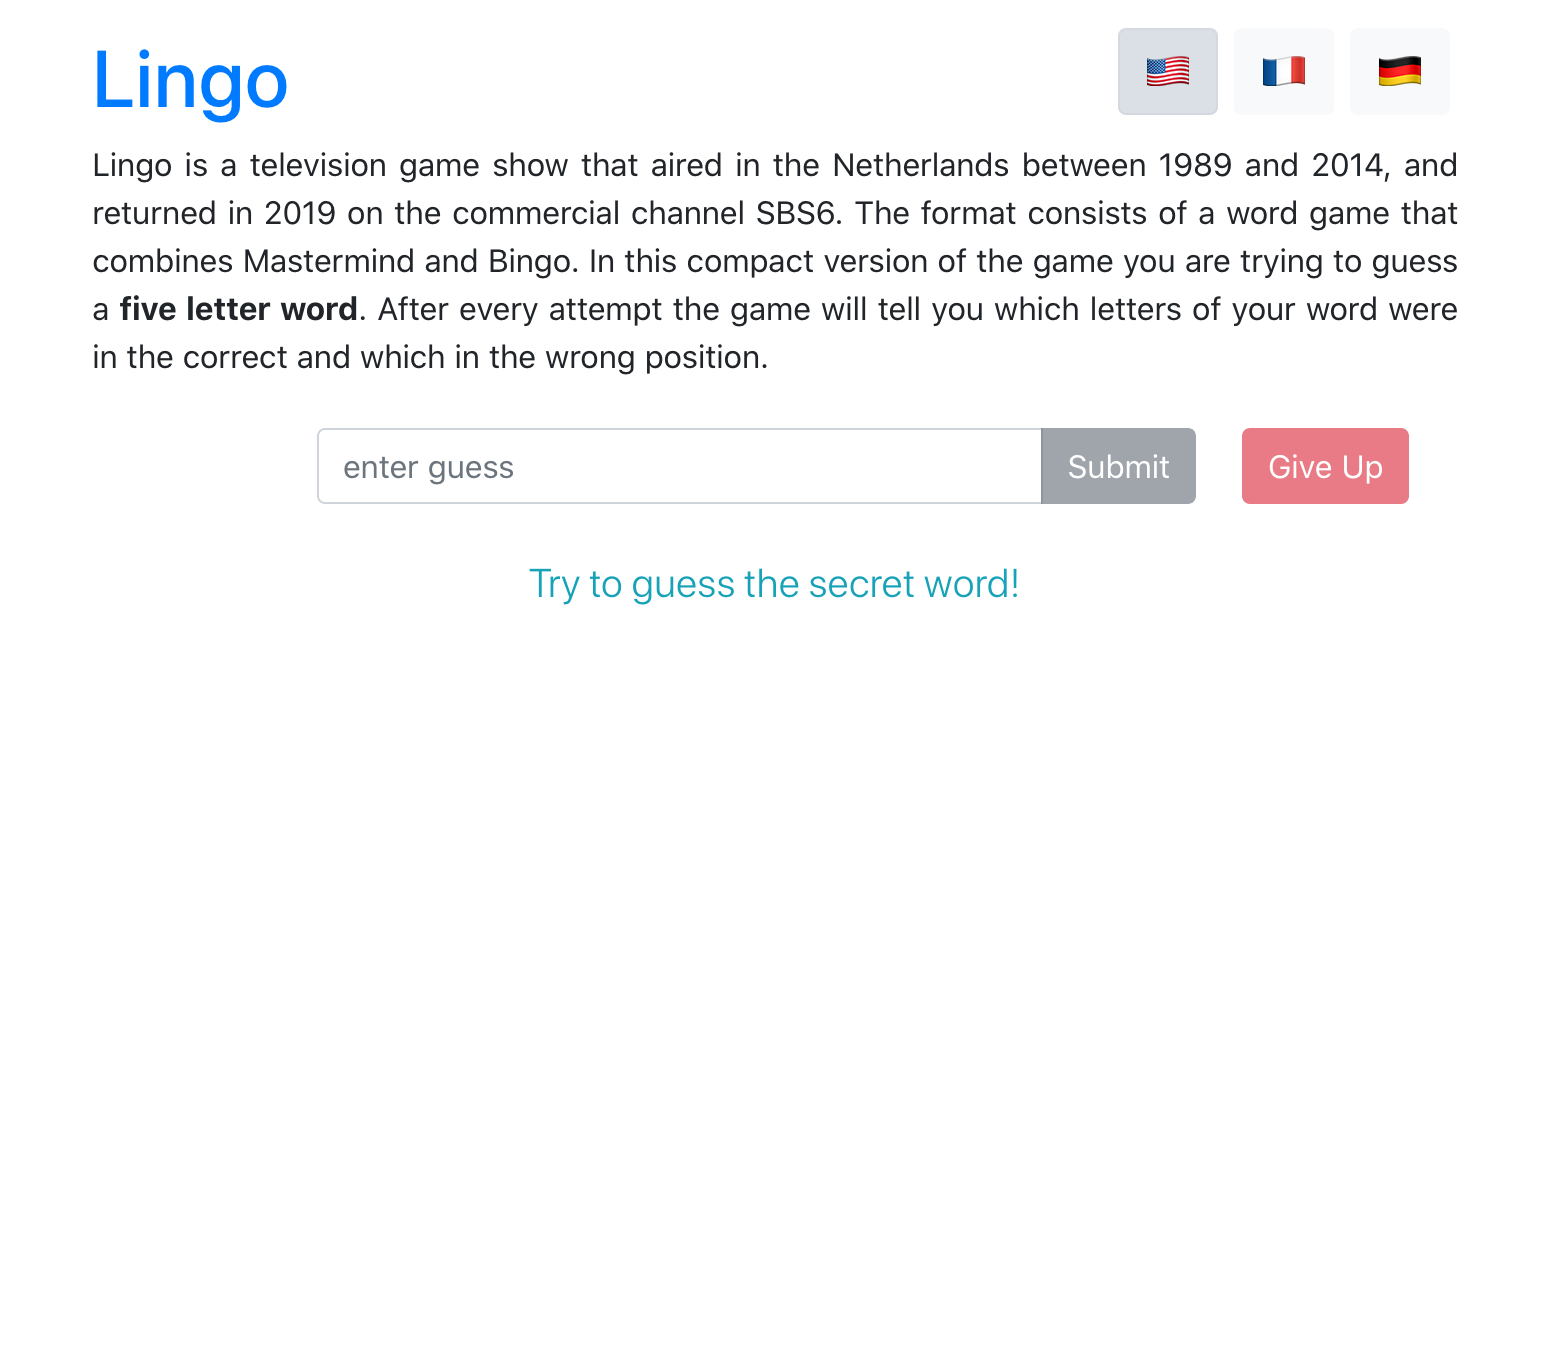 Lingo
Lingo is a television game show that aired in the Netherlands between 1989 and 2014, and
returned in 2019 on the commercial channel SBS6. The format consists of a word game that
combines Mastermind and Bingo. In this compact version of the game you are trying to guess
a five letter word. After every attempt the game will tell you which letters of your word were
in the correct and which in the wrong position.
enter guess
Submit
Give Up
Try to guess the secret word!